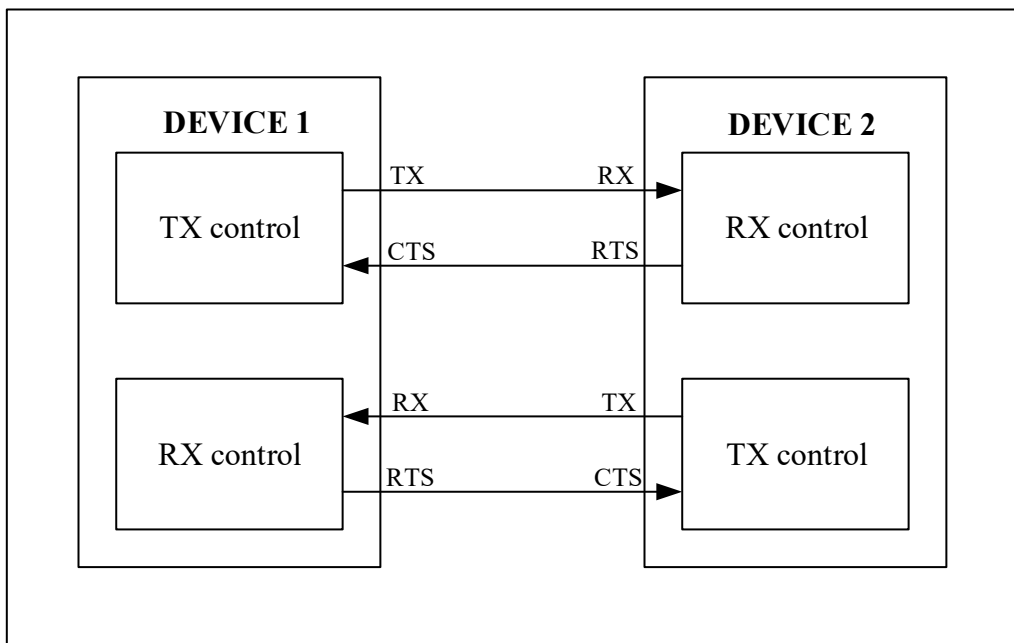 DEVICE 1
DEVICE 2
TX control
TX
RX
RX control
CTS
RTS
RX control
RX
TX
TX control
RTS
CTS